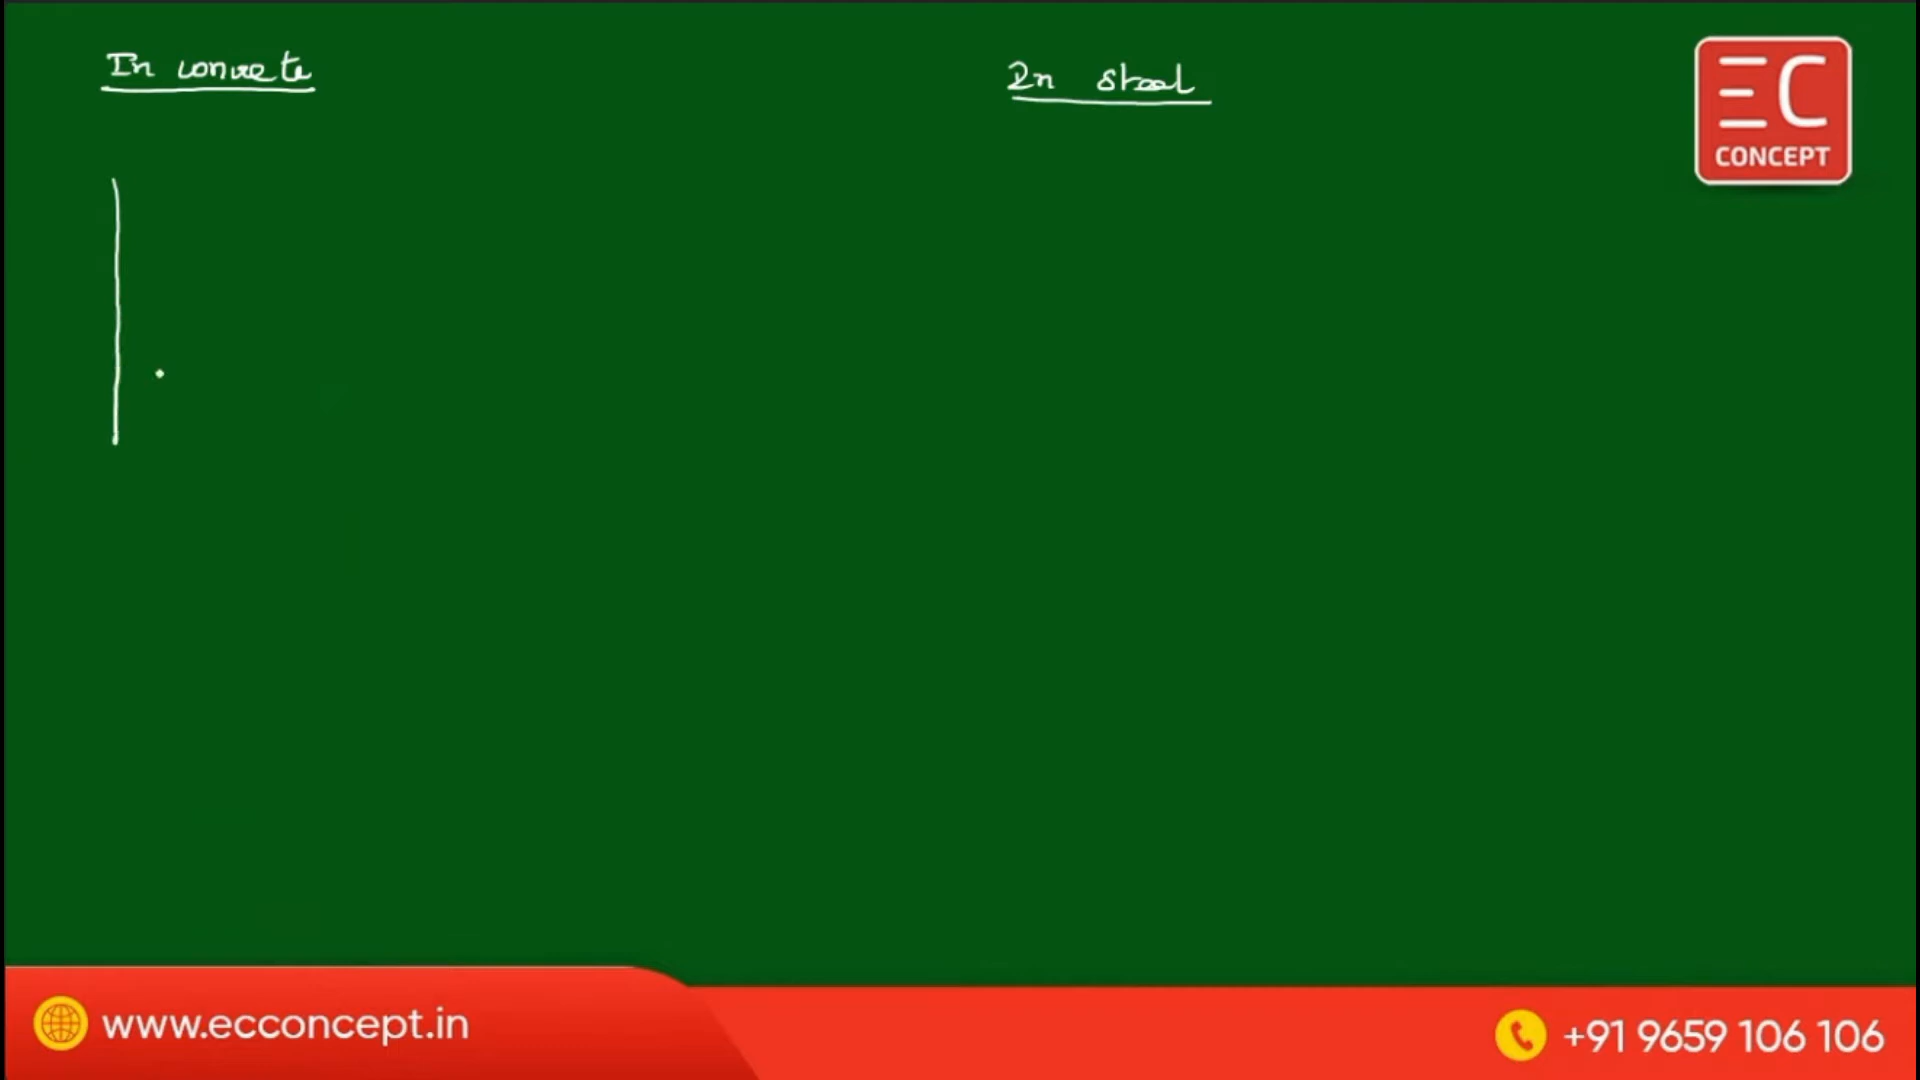 In concrete
In steel
EC
CONCEPT
www.ecconcept.in
+91 9659 106 106